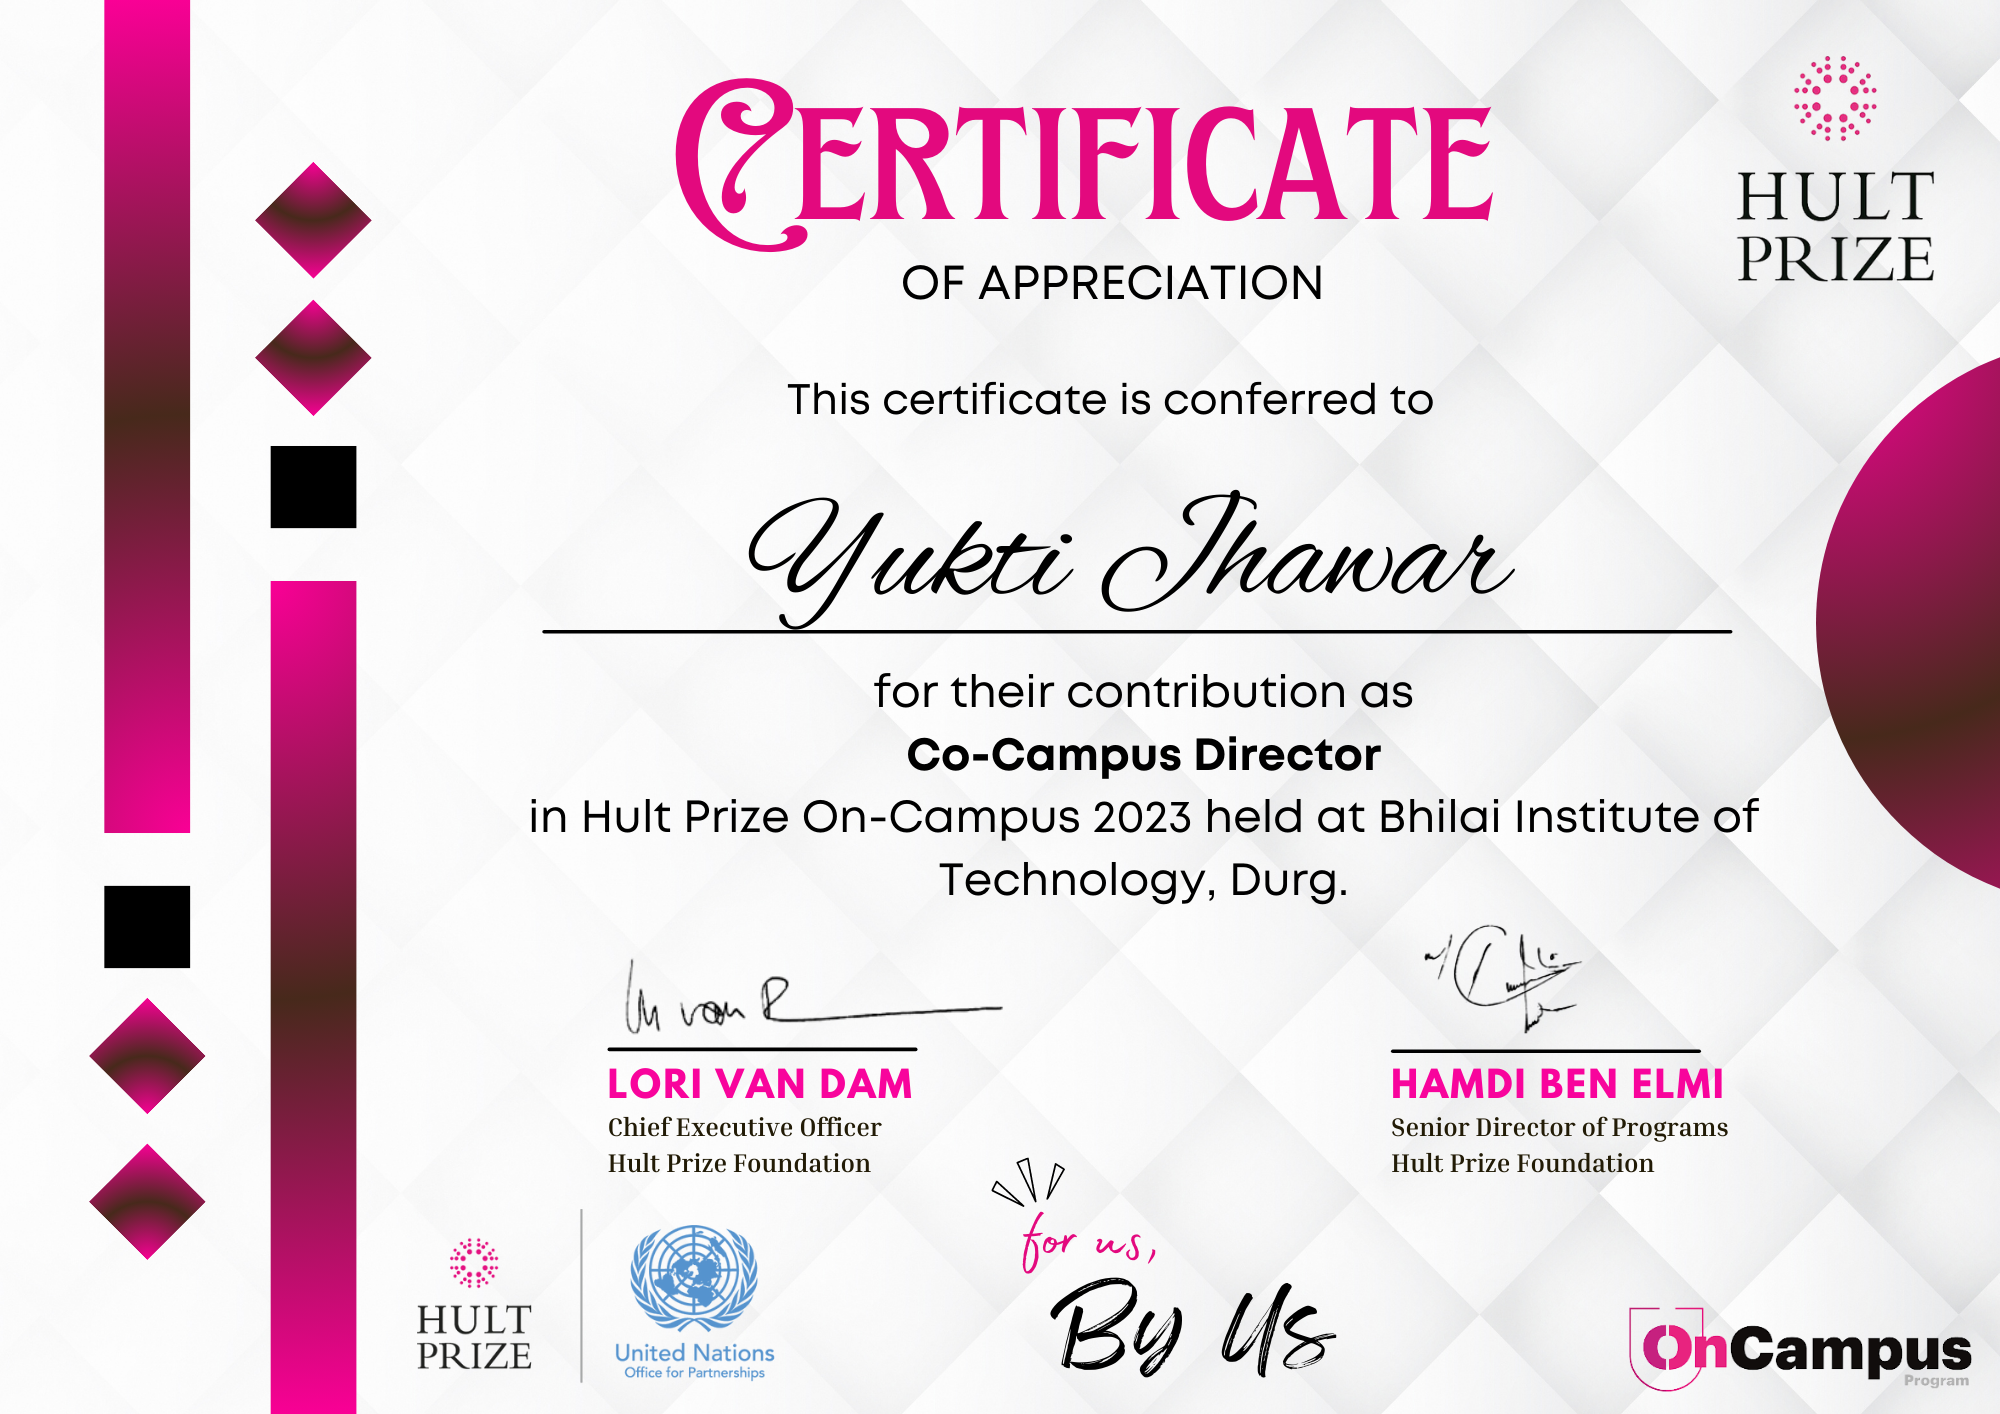 CERTIFICATE
OF APPRECIATION
HULT
PRIZE
This certificate is conferred to
Yukti Jhawar
for their contribution as
Co-Campus Director
in Hult Prize On-Campus 2023 held at Bhilai Institute of
Technology, Durg.
LORI VAN DAM
Chief Executive Officer
Hult Prize Foundation
HAMDI BEN ELMI
Senior Director of Programs
Hult Prize Foundation
HULT
PRIZE
United Nations
Office for Partnerships
for us,
By Us
OnCampus
Program